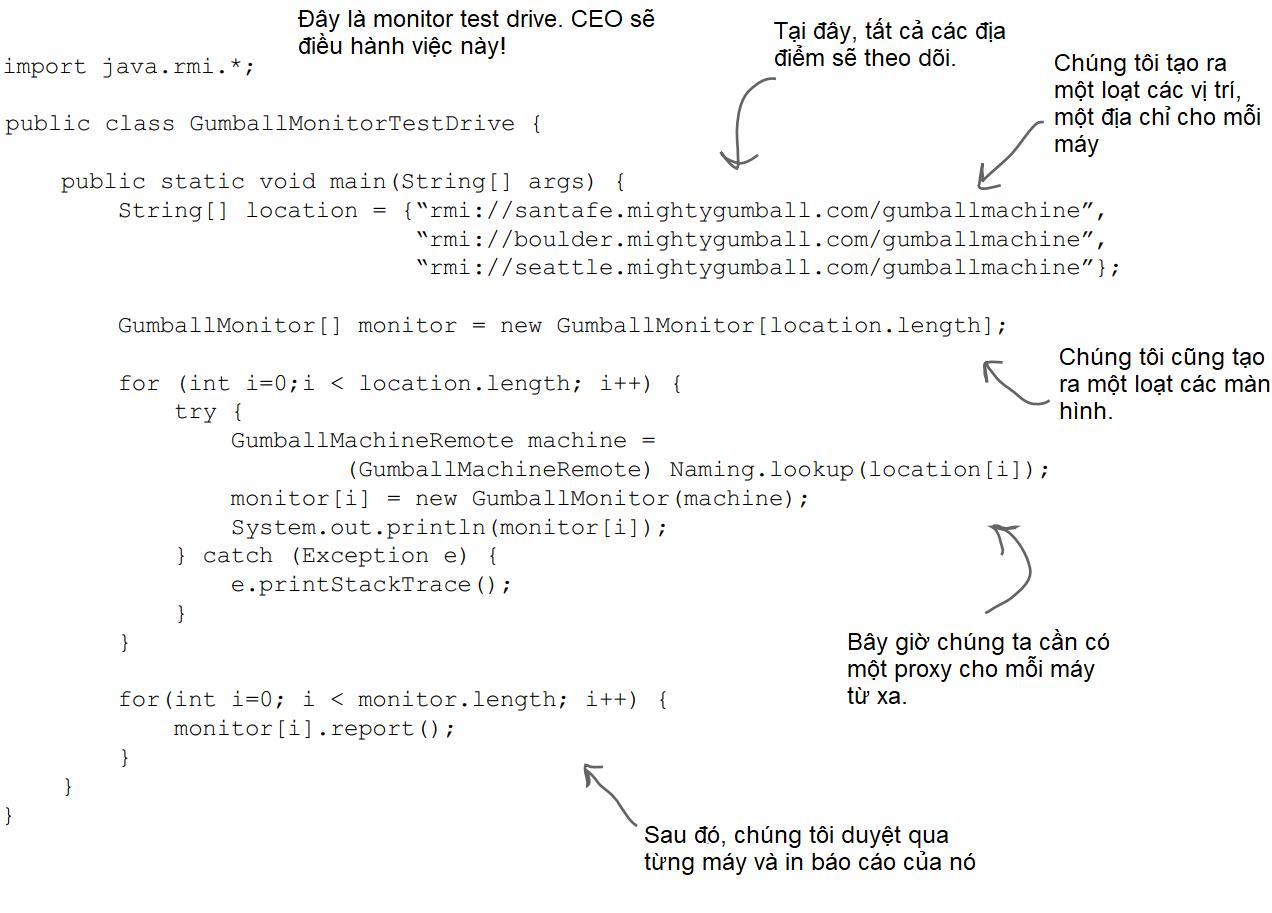 Đây là monitor test drive. CEO sẽ
điều hành việc này!
Tại đây, tất cả các địa
điểm sẽ theo dõi.
Chúng tôi tạo ra
một loạt các vị trí,
một địa chỉ cho mỗi
máy
import java.rmi.*;
public class GumballMonitorTestDrive {
public static void main(String[] args) {
String[] location = {“rmi://santafe.mightygumball.com/gumballmachine”,
“rmi://boulder.mightygumball.com/gumballmachine”,
“rmi://seattle.mightygumball.com/gumballmachine”};
GumballMonitor[] monitor = new GumballMonitor[location.length];
Chúng tôi cũng tạo
ra một loạt các màn
hình.
for (int i=0;i < location.length; i++) {
try {
GumballMachineRemote machine =
(GumballMachineRemote) Naming.lookup(location[i]);
monitor[i] = new GumballMonitor(machine);
System.out.println(monitor[i]);
} catch (Exception e) {
e.printStackTrace();
}
}
Bây giờ chúng ta cần có
một proxy cho mỗi máy
từ xa.
for(int i=0; i < monitor.length; i++) {
monitor[i].report();
}
}
}
Sau đó, chúng tôi duyệt qua
từng máy và in báo cáo của nó